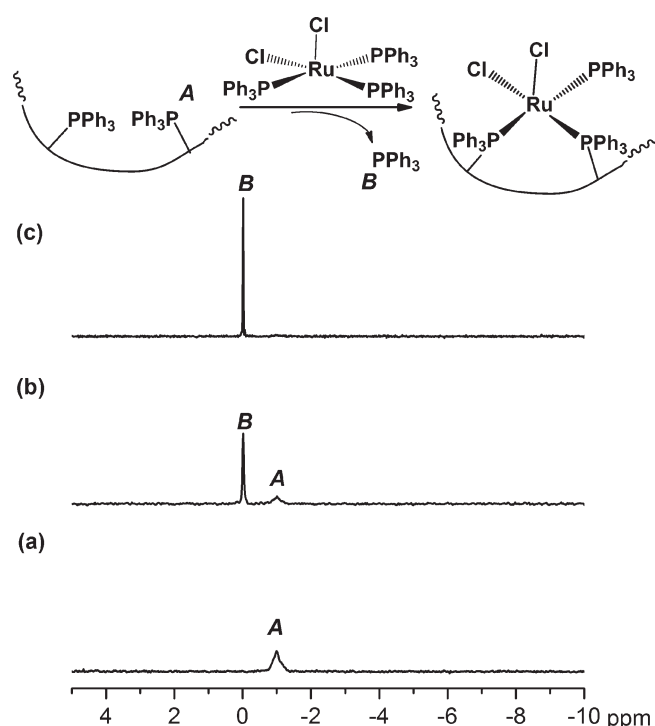 Cl
Cl
PPh3
Ru
Ph3P
PPh3
A
PPh3
Ph3P
PPh3
B
Cl
Cl
PPh3
Ru
Ph3P
PPh3
B
(c)
(b)
B
A
(a)
A
4 2 0 -2 -4 -6 -8 -10 ppm